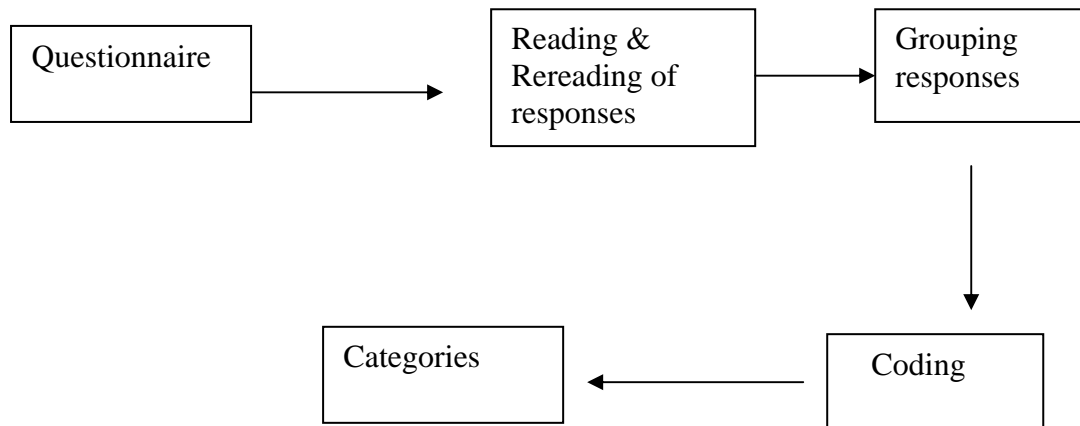 Questionnaire
Reading &
Rereading of
responses
Grouping
responses
Coding
Categories